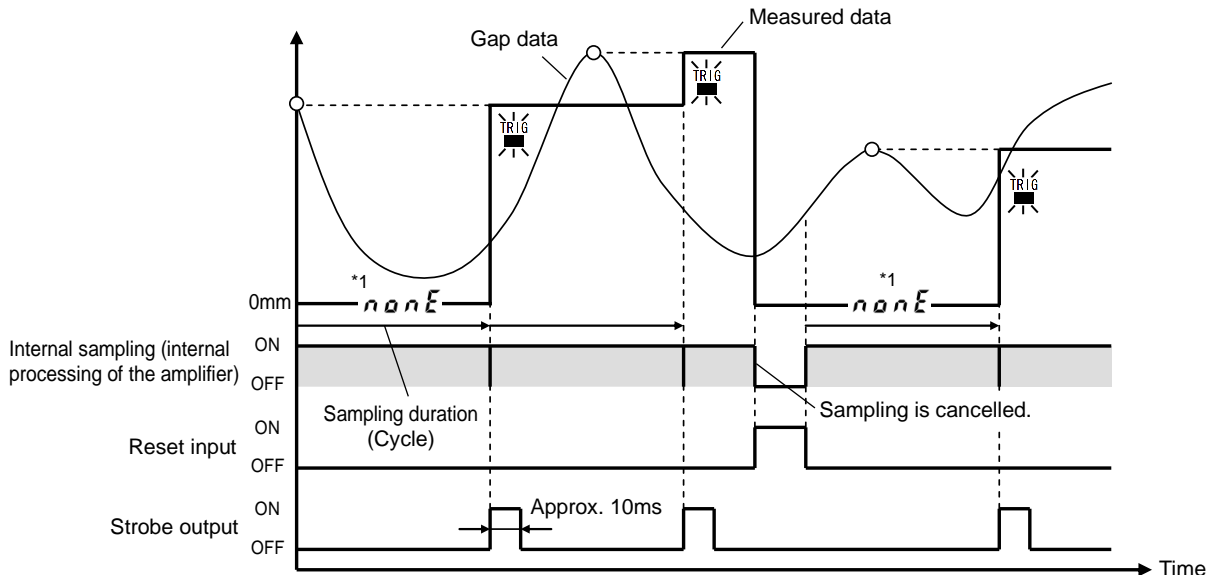 Measured data
Gap data
TRIG
TRIG
TRIG
*1
nonE
*1
nonE
0mm
Internal sampling (internal
processing of the amplifier)
ON
OFF
Sampling duration
(Cycle)
Sampling is cancelled.
Reset input
ON
OFF
Strobe output
ON
OFF
Approx. 10ms
Time